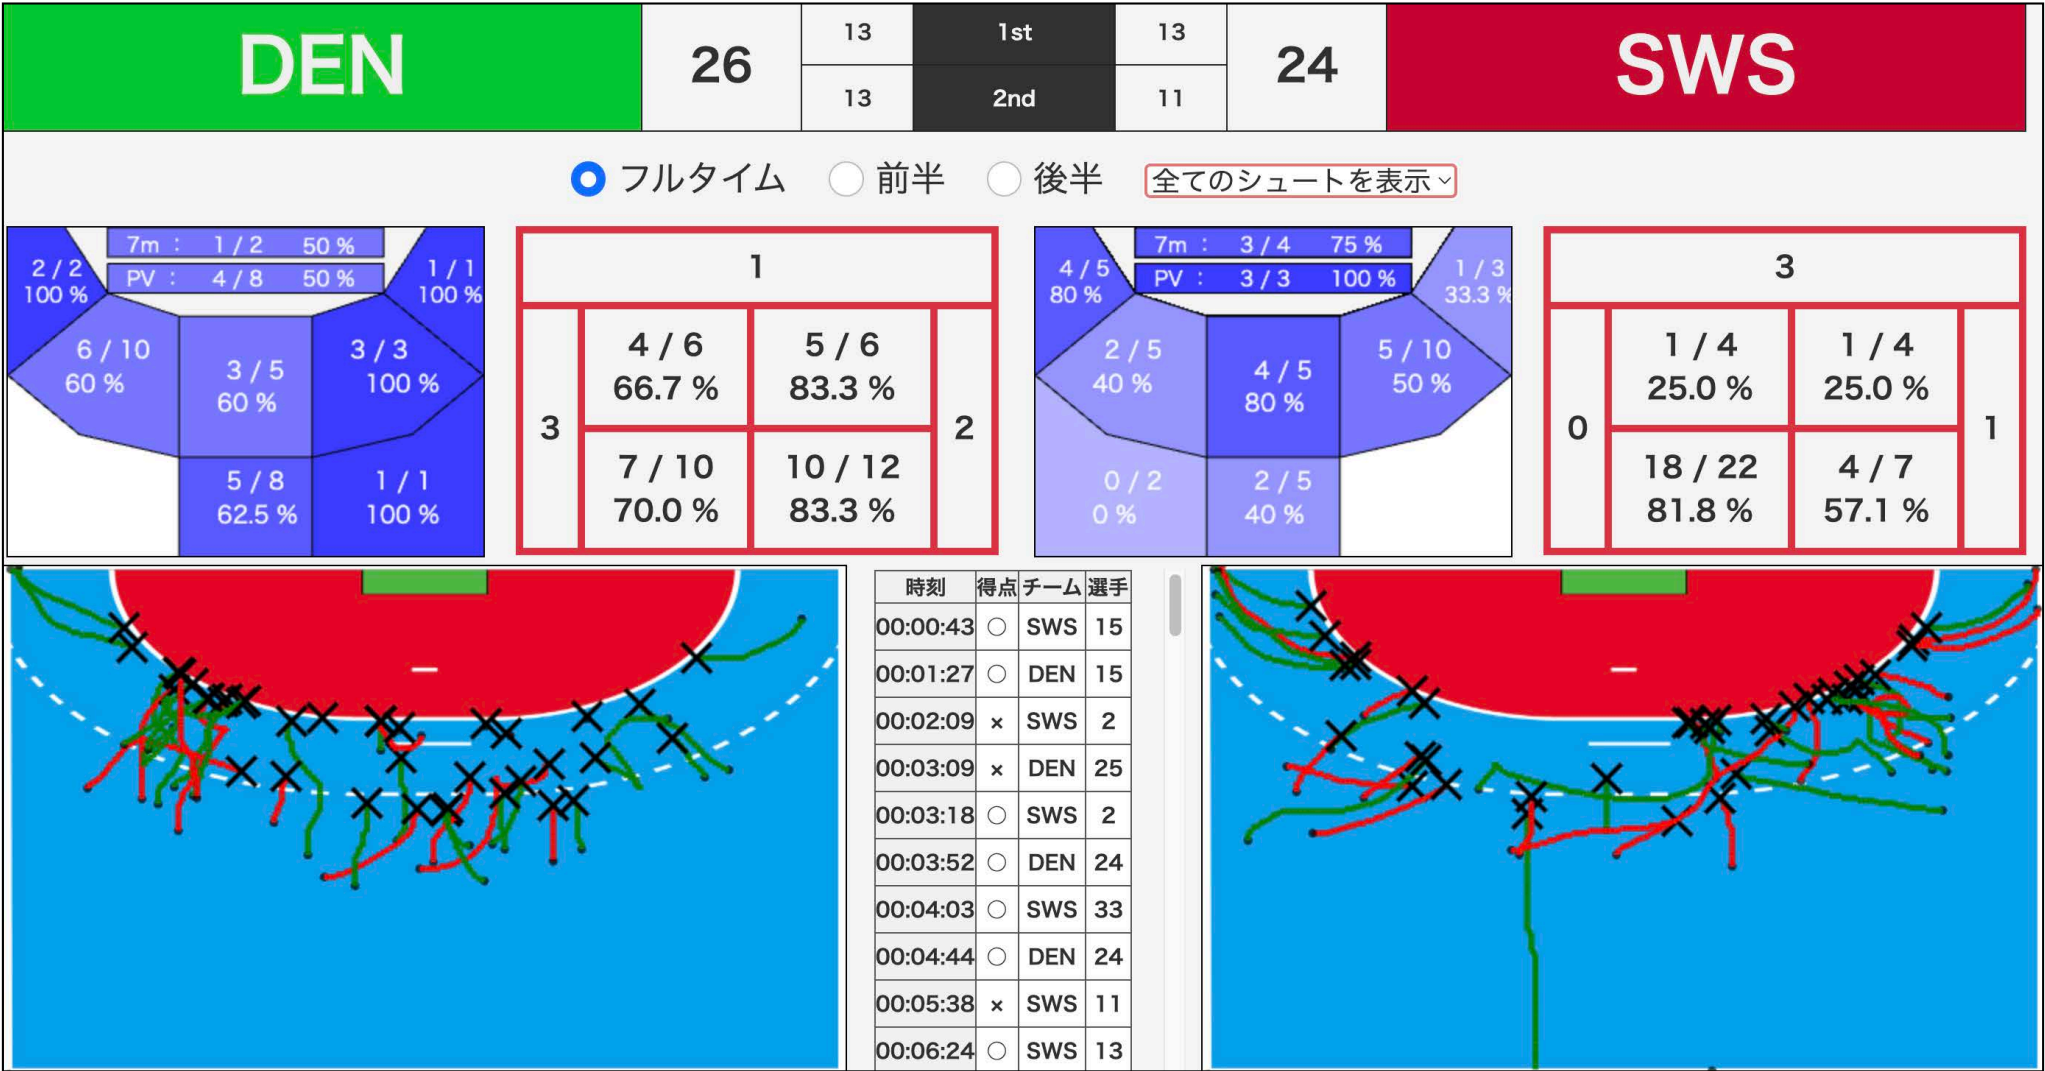 DEN 26 13 1st 13 24 SWS
13 2nd 11
フルタイム 前半 後半 全てのシュートを表示
7m : 1 / 2 50 %
PV : 4 / 8 50 %
2 / 2
100 %
1 / 1
100 %
6 / 10
60 %
3 / 5
60 %
3 / 3
100 %
5 / 8
62.5 %
1 / 1
100 %
1
3
4 / 6
66.7 %
5 / 6
83.3 %
7 / 10
70.0 %
10 / 12
83.3 %
2
7m : 3 / 4 75 %
PV : 3 / 3 100 %
4 / 5
80 %
1 / 3
33.3 %
2 / 5
40 %
4 / 5
80 %
5 / 10
50 %
0 / 2
0 %
2 / 5
40 %
3
0
1 / 4
25.0 %
1 / 4
25.0 %
18 / 22
81.8 %
4 / 7
57.1 %
1
時刻 得点 チーム 選手
00:00:43 ○ SWS 15
00:01:27 ○ DEN 15
00:02:09 × SWS 2
00:03:09 × DEN 25
00:03:18 ○ SWS 2
00:03:52 ○ DEN 24
00:04:03 ○ SWS 33
00:04:44 ○ DEN 24
00:05:38 × SWS 11
00:06:24 ○ SWS 13